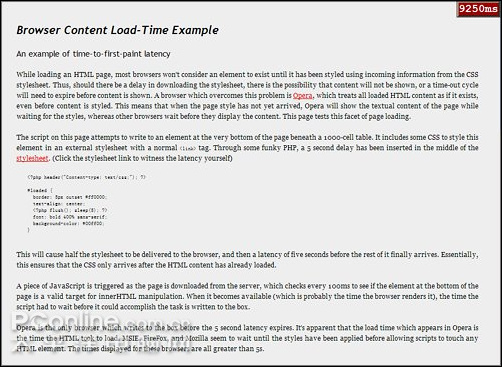 9250ms
Browser Content Load-Time Example
An example of time-to-first-paint latency
While loading an HTML page, most browsers won't consider an element to exist until it has been styled using incoming information from the CSS
stylesheet. Thus, should there be a delay in downloading the stylesheet, there is the possibility that content will not be shown, or a time-out cycle
will need to expire before content is shown. A browser which overcomes this problem is Opera, which treats all loaded HTML content as if it exists,
even before content is styled. This means that when the page style has not yet arrived, Opera will show the textual content of the page while
waiting for the styles, whereas other browsers wait before they display the content. This page tests this facet of page loading.
The script on this page attempts to write to an element at the very bottom of the page beneath a 1000-cell table. It includes some CSS to style this
element in an external stylesheet with a normal <link> tag. Through some funky PHP, a 5 second delay has been inserted in the middle of the
stylesheet. (Click the stylesheet link to witness the latency yourself)
<?php header("Content-type: text/css;"); ?>
#loaded {
border: 5px outset #ff0000;
text-align: center;
<?php flush(); sleep(5); ?>
font: bold 400% sans-serif;
background-color: #00ff00;
}
This will cause half the stylesheet to be delivered to the browser, and then a latency of five seconds before the rest of it finally arrives. Essentially,
this ensures that the CSS only arrives after the HTML content has already loaded.
A piece of JavaScript is triggered as the page is downloaded from the server, which checks every 100ms to see if the element at the bottom of the
page is a valid target for innerHTML manipulation. When it becomes available (which is probably the time the browser renders it), the time the
script had to wait before it could accomplish the task is written to the box.
Opera is the only browser which writes to the box before the 5 second latency expires. It's apparent that the load time which appears in Opera is
the time the HTML took to load. MSIE, FireFox, and Mozilla seem to wait until the styles have been applied before allowing scripts to touch any
HTML element. The times displayed for these browsers are all greater than 5s.
PConline.com.cn